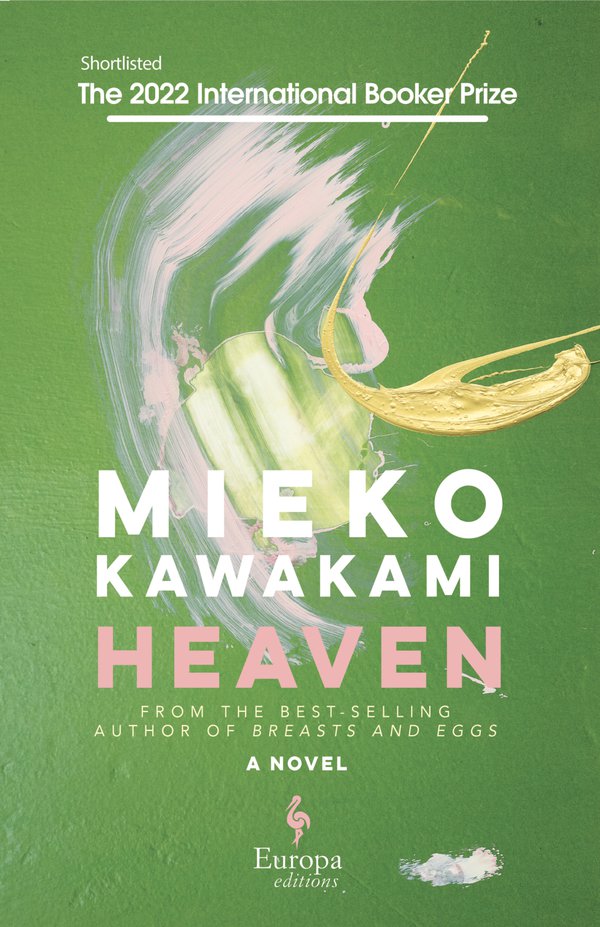 Shortlisted
The 2022 International Booker Prize
MIEKO
KAWAKAMI
HEAVEN
FROM THE BEST-SELLING
AUTHOR OF BREASTS AND EGGS
A NOVEL
Europa
editions